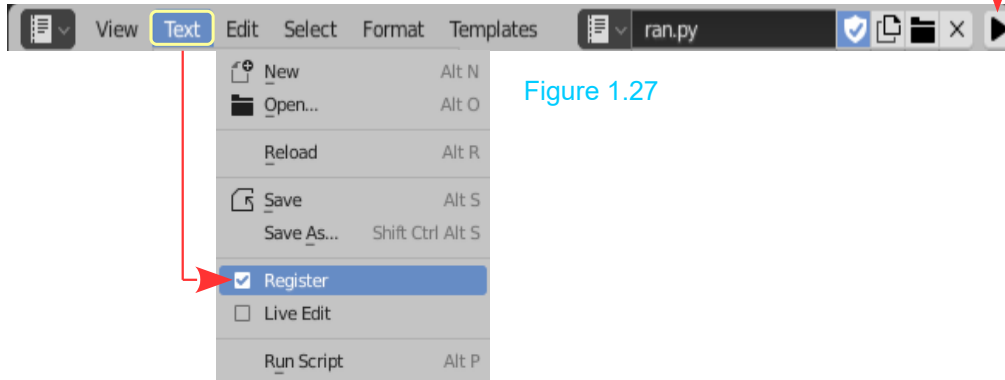 View Text Edit Select Format Templates ran.py
New Alt N
Figure 1.27
Open... Alt O
Reload Alt R
Save Alt S
Save As... Shift Ctrl Alt S
Register
Live Edit
Run Script Alt P